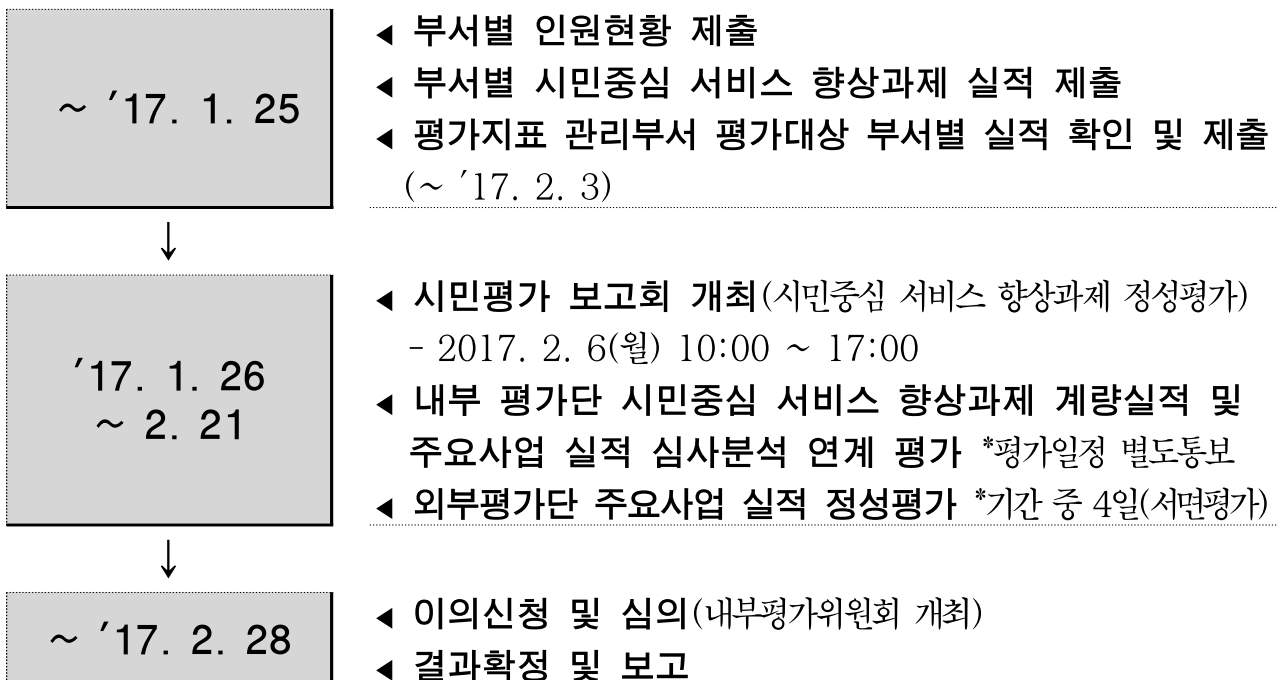 ~ ′17. 1. 25
◀ 부서별 인원현황 제출
◀ 부서별 시민중심 서비스 향상과제 실적 제출
◀ 평가지표 관리부서 평가대상 부서별 실적 확인 및 제출
(~ ′17. 2. 3)
↓
′17. 1. 26
~ 2. 21
◀ 시민평가 보고회 개최(시민중심 서비스 향상과제 정성평가)
- 2017. 2. 6(월) 10:00 ~ 17:00
◀ 내부 평가단 시민중심 서비스 향상과제 계량실적 및
주요사업 실적 심사분석 연계 평가 *평가일정 별도통보
◀ 외부평가단 주요사업 실적 정성평가 *기간 중 4일(서면평가)
↓
~ ′17. 2. 28
◀ 이의신청 및 심의(내부평가위원회 개최)
◀ 결과확정 및 보고